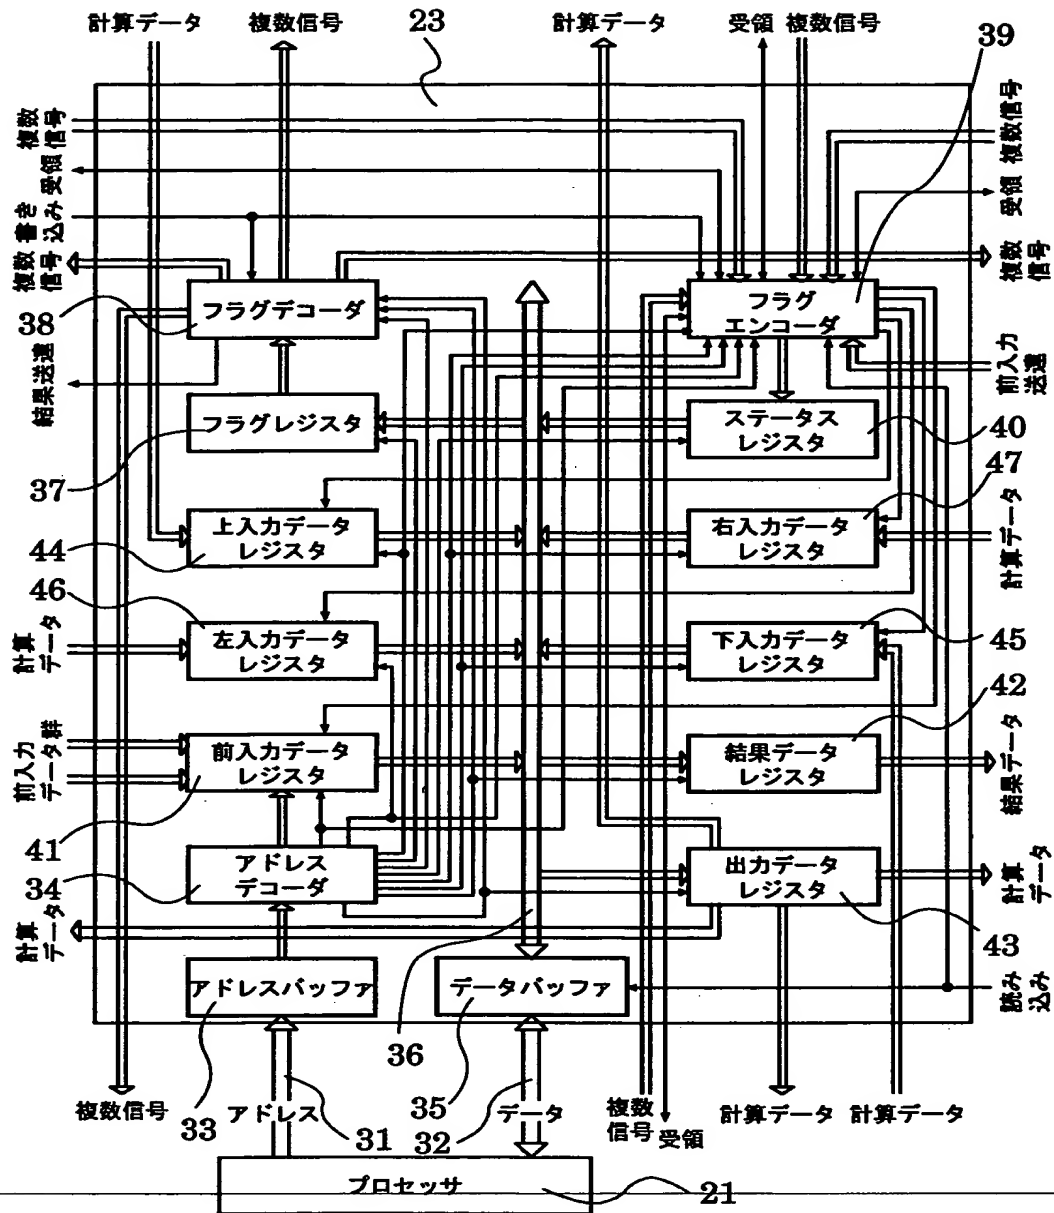 計算データ
複数信号
23
計算データ
受領
複数信号
39
複数
信号
受領
書き
込み
複数
信号
結果送達
複数信号
受領
複数
信号
前入力
送達
フラグデコーダ
38
フラグ
エンコーダ
フラグレジスタ
37
ステータス
レジスタ
40
47
上入力データ
レジスタ
44
右入力データ
レジスタ
計算データ
46
計算
データ
左入力データ
レジスタ
下入力データ
レジスタ
45
42
前入力
データ群
前入力データ
レジスタ
41
結果データ
レジスタ
結果データ
アドレス
デコーダ
34
出力データ
レジスタ
43
計算
データ
計算
データ
アドレスバッファ
33
データバッファ
35
36
読み
込み
複数信号
アドレス
31
32
データ
複数
信号
受領
計算データ
計算データ
プロセッサ
21